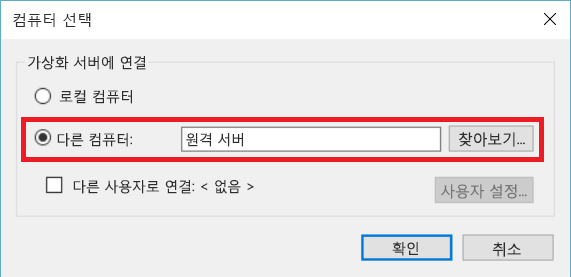 컴퓨터 선택
가상화 서버에 연결
로컬 컴퓨터
다른 컴퓨터: 원격 서버 찾아보기...
다른 사용자로 연결: < 없음 > 사용자 설정...
확인 취소